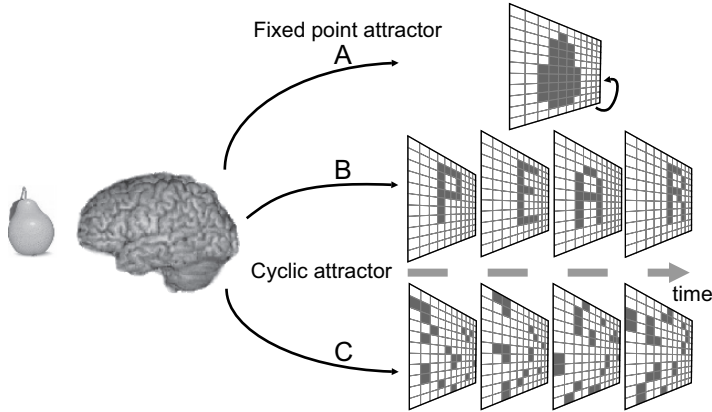 Fixed point attractor
A
B
P E A R
Cyclic attractor
time
C